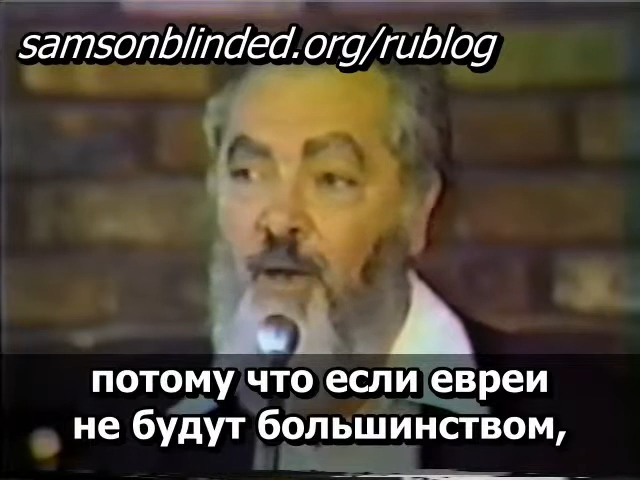 samsonblinded.org/rublog
потому что если евреи
не будут большинством,